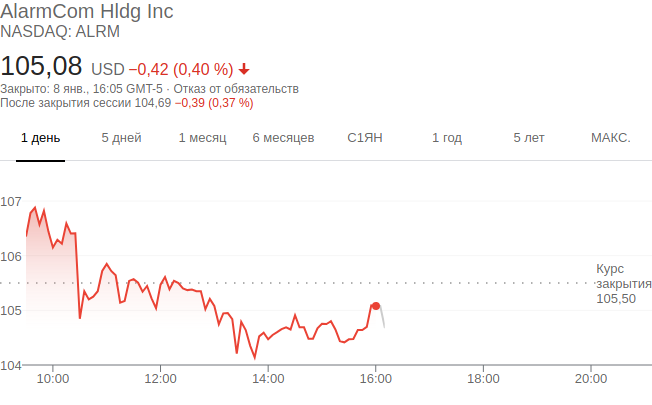 AlarmCom Hldg Inc
NASDAQ: ALRM
105,08 USD −0,42 (0,40 %)
Закрыто: 8 янв., 16:05 GMT-5 · Отказ от обязательств
После закрытия сессии 104,69 −0,39 (0,37 %)
1 день 5 дней 1 месяц 6 месяцев С1ЯН 1 год 5 лет МАКС.
107
106
Курс
закрытия
105,50
105
104
10:00 12:00 14:00 16:00 18:00 20:00